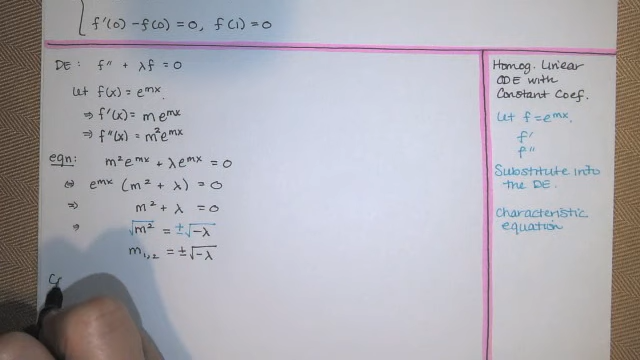 f'(0) - f(0) = 0, f(1) = 0
DE: f'' + λf = 0
Let f(x) = e^{mx}.
⇒ f'(x) = m e^{mx}
⇒ f''(x) = m²e^{mx}
eqn: m²e^{mx} + λe^{mx} = 0
⇔ e^{mx} (m² + λ) = 0
⇒ m² + λ = 0
⇒ √m² = ±√-λ
m_{1,2} = ±√-λ
Homog. Linear
ODE with
Constant Coef.
Let f = e^{mx}.
f'
f''
Substitute into
the DE.
Characteristic
equation